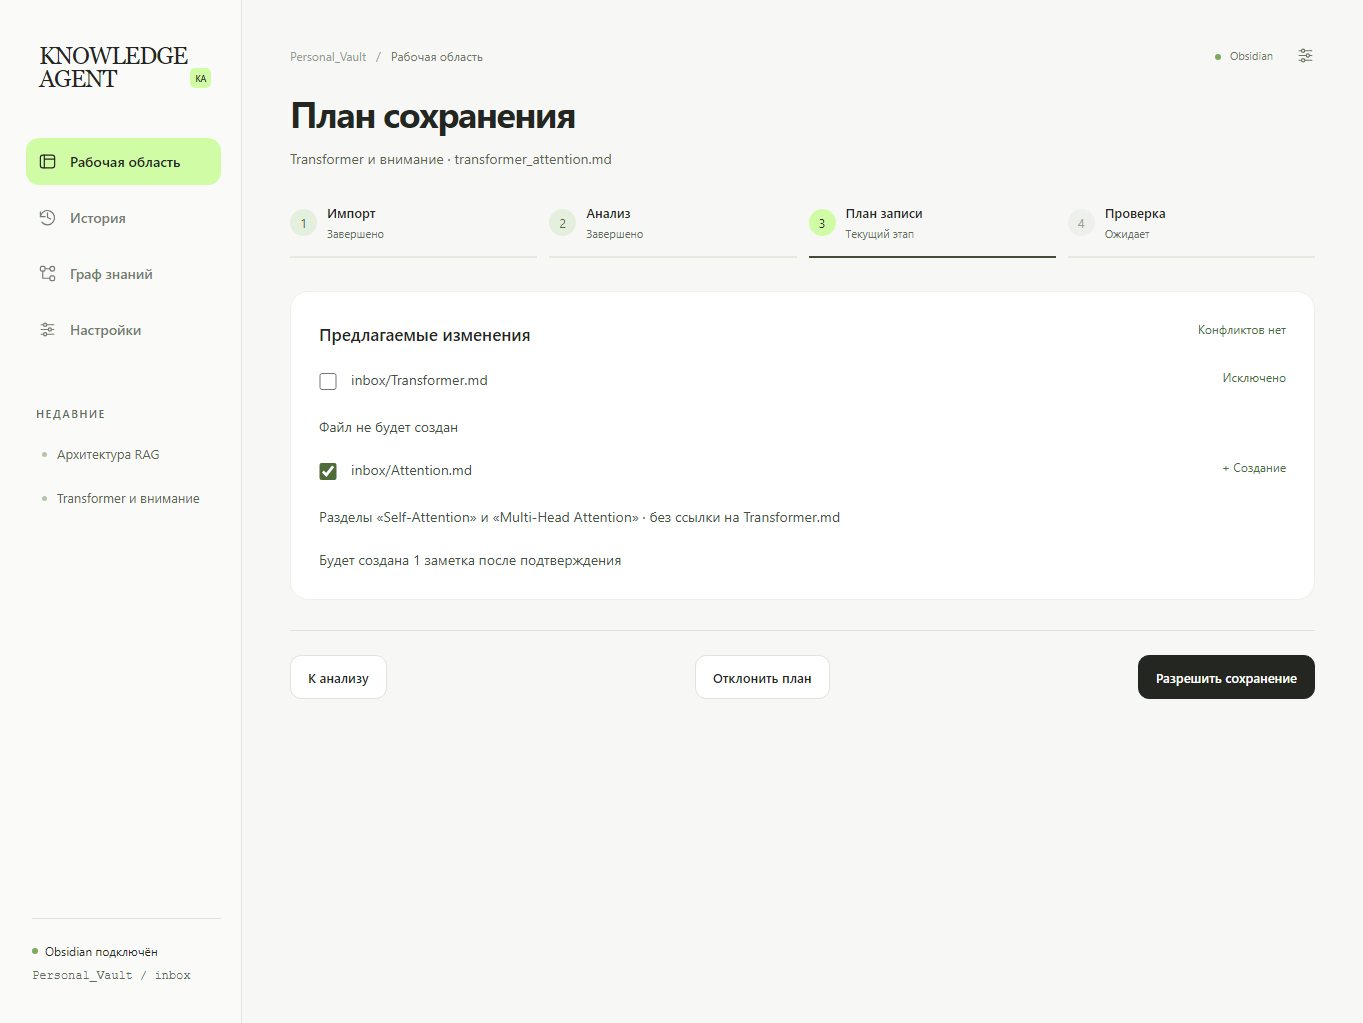 KNOWLEDGE
AGENT
KA
Рабочая область
История
Граф знаний
Настройки
НЕДАВНИЕ
Архитектура RAG
Transformer и внимание
Obsidian подключён
Personal_Vault / inbox
Personal_Vault / Рабочая область
Obsidian
План сохранения
Transformer и внимание · transformer_attention.md
1
Импорт
Завершено
2
Анализ
Завершено
3
План записи
Текущий этап
4
Проверка
Ожидает
Предлагаемые изменения
Конфликтов нет
inbox/Transformer.md
Исключено
Файл не будет создан
inbox/Attention.md
+ Создание
Разделы «Self-Attention» и «Multi-Head Attention» · без ссылки на Transformer.md
Будет создана 1 заметка после подтверждения
К анализу
Отклонить план
Разрешить сохранение